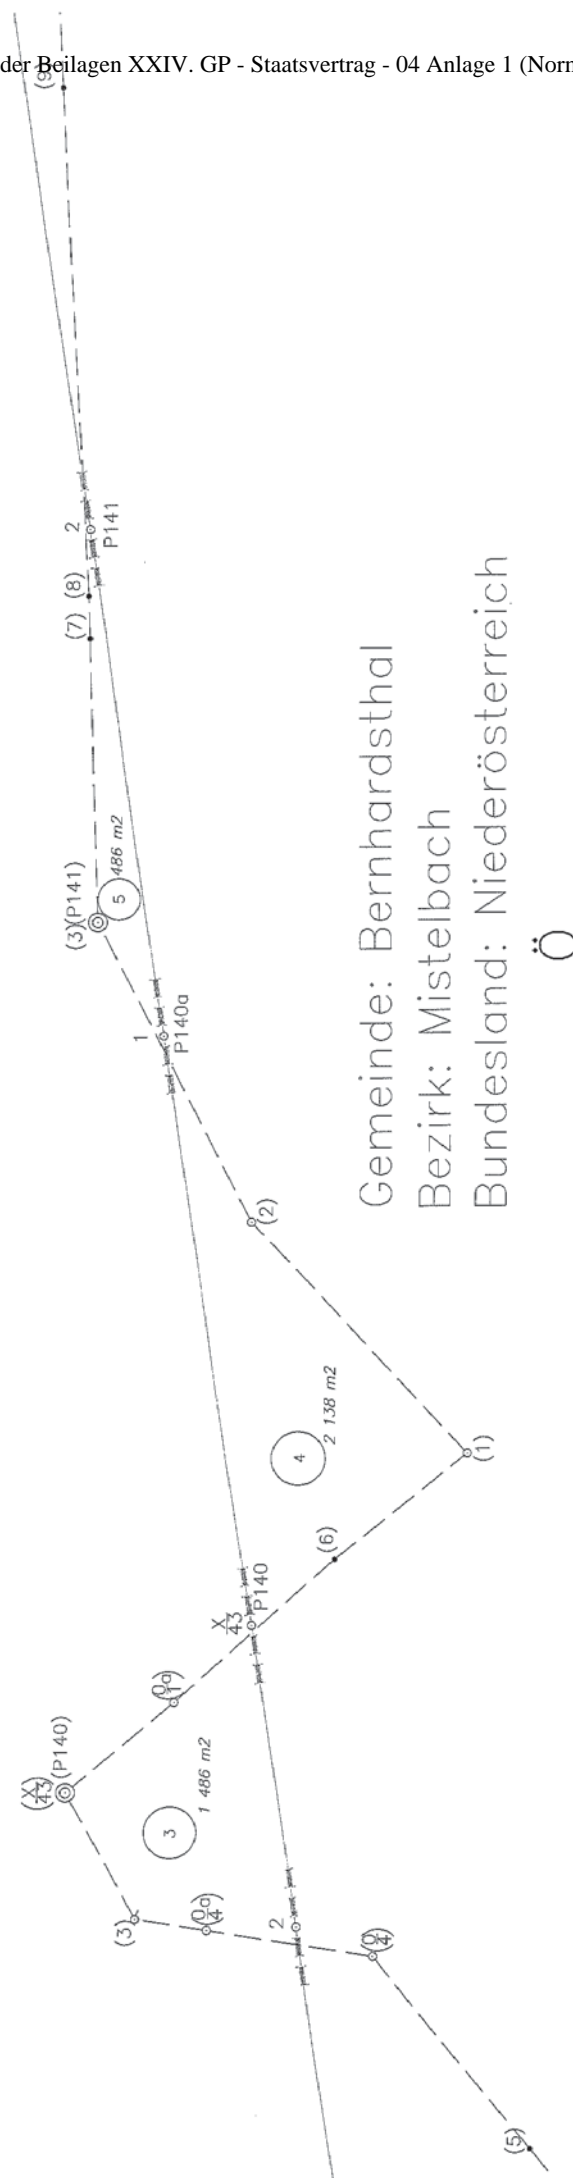 der Beilagen XXIV. GP - Staatsvertrag - 04 Anlage 1 (Norn
(9)
2
P141
(8)
(7)
(3)(P141)
5
486 m2
1
P140a
(2)
Gemeinde: Bernhardsthal
Bezirk: Mistelbach
Bundesland: Niederösterreich
Ö
4
2 138 m2
(1)
(6)
X/43
P140
(0a/1)
(X/43)(P140)
3
1 486 m2
(3)
(0a/4)
2
(0/4)
(5)